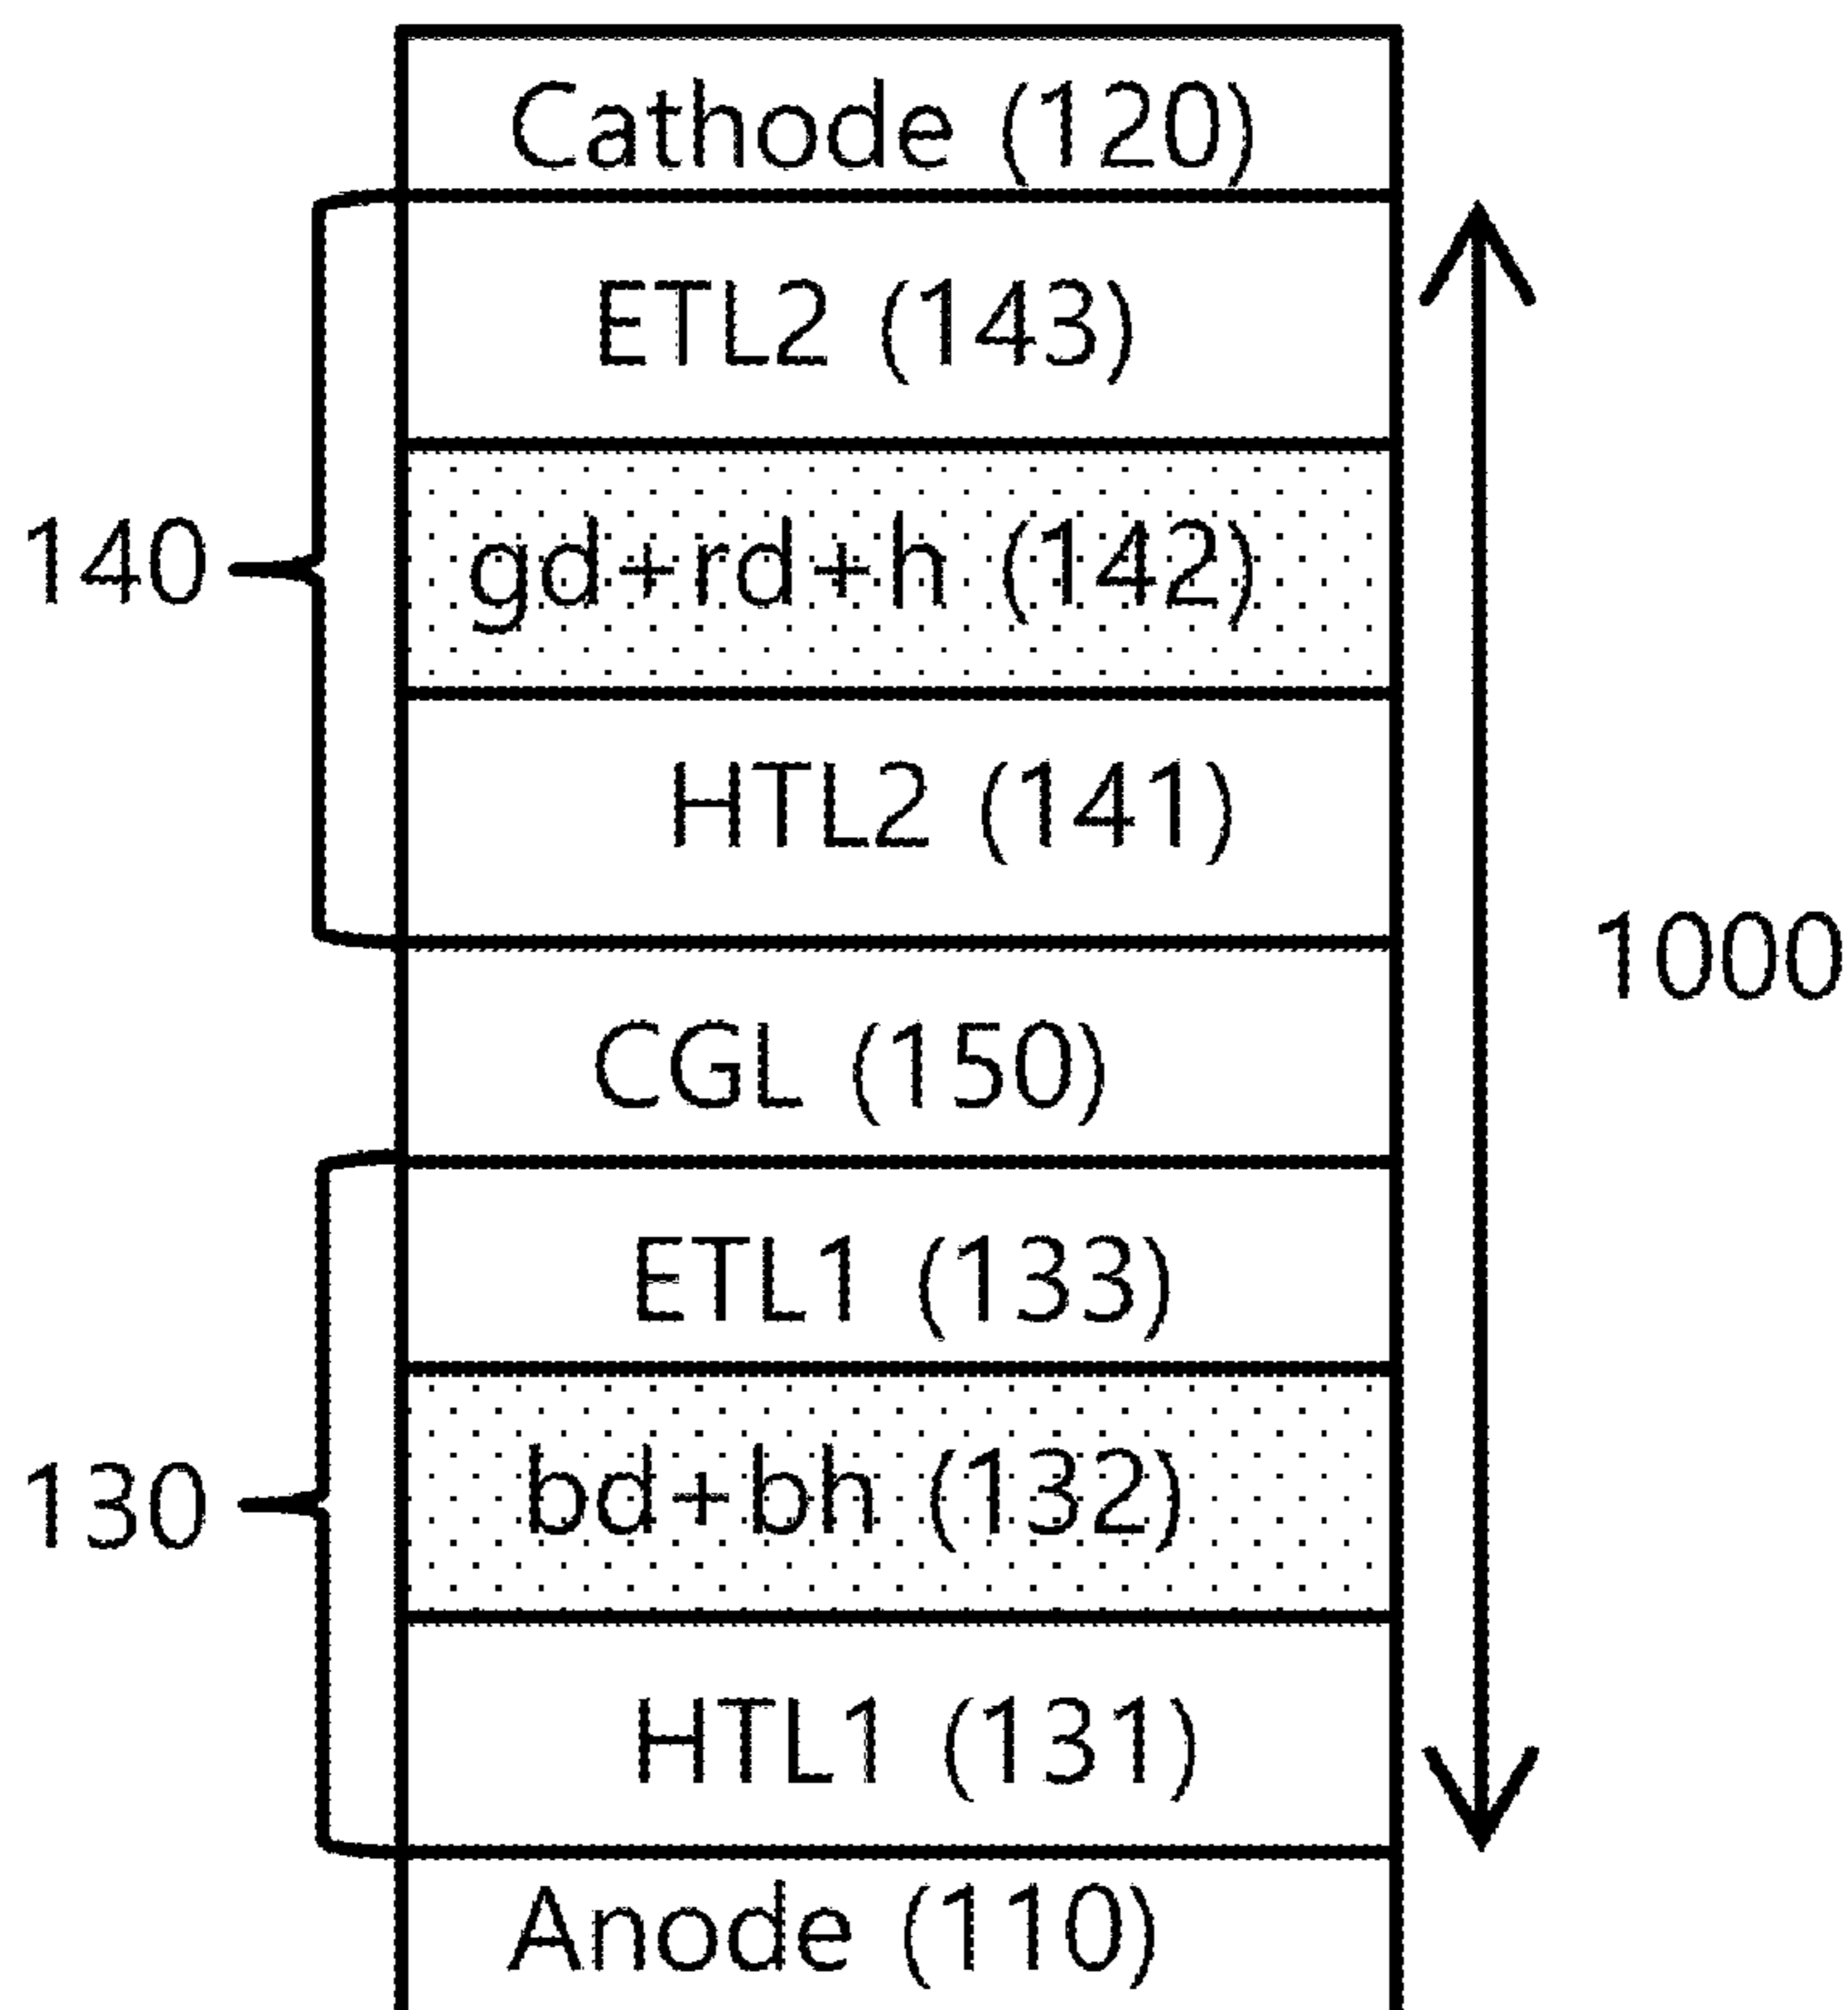 Cathode (120)
ETL2 (143)
140
gd+rd+h (142)
HTL2 (141)
1000
CGL (150)
ETL1 (133)
130
bd+bh (132)
HTL1 (131)
Anode (110)